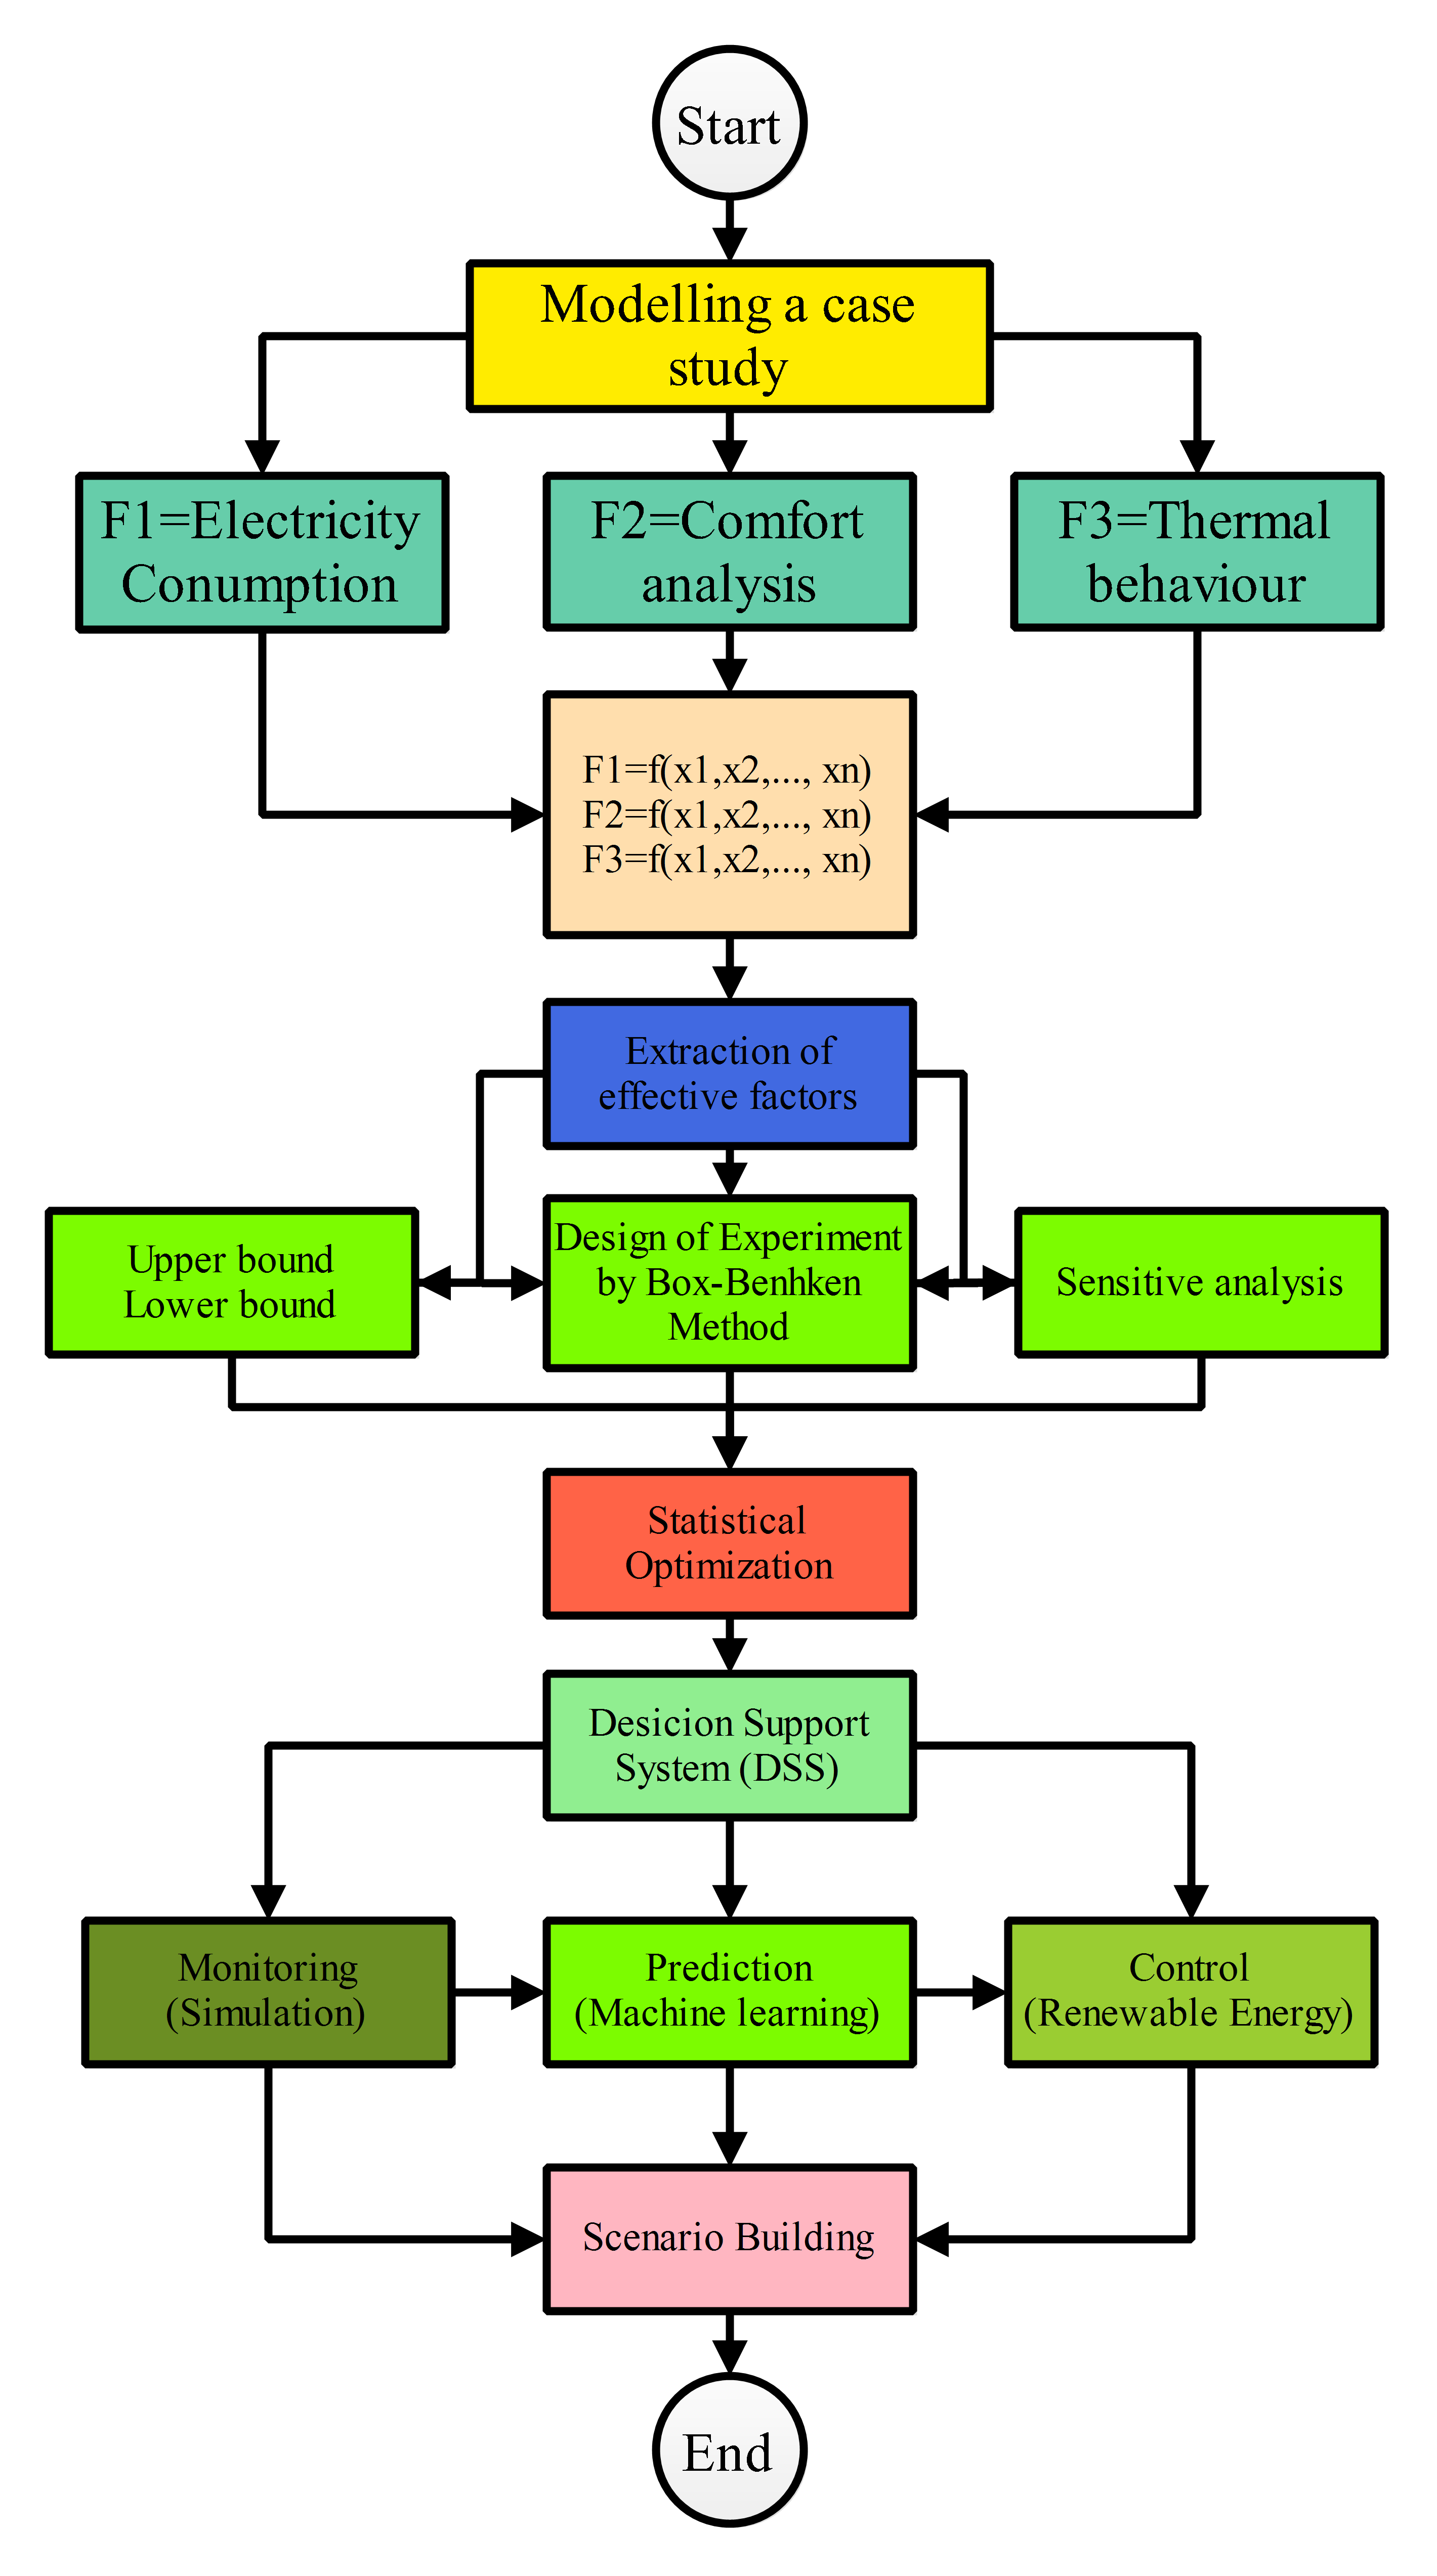 Start
Modelling a case
study
F1=Electricity
Conumption
F2=Comfort
analysis
F3=Thermal
behaviour
F1=f(x1,x2,..., xn)
F2=f(x1,x2,..., xn)
F3=f(x1,x2,..., xn)
Extraction of
effective factors
Upper bound
Lower bound
Design of Experiment
by Box-Benhken
Method
Sensitive analysis
Statistical
Optimization
Desicion Support
System (DSS)
Monitoring
(Simulation)
Prediction
(Machine learning)
Control
(Renewable Energy)
Scenario Building
End